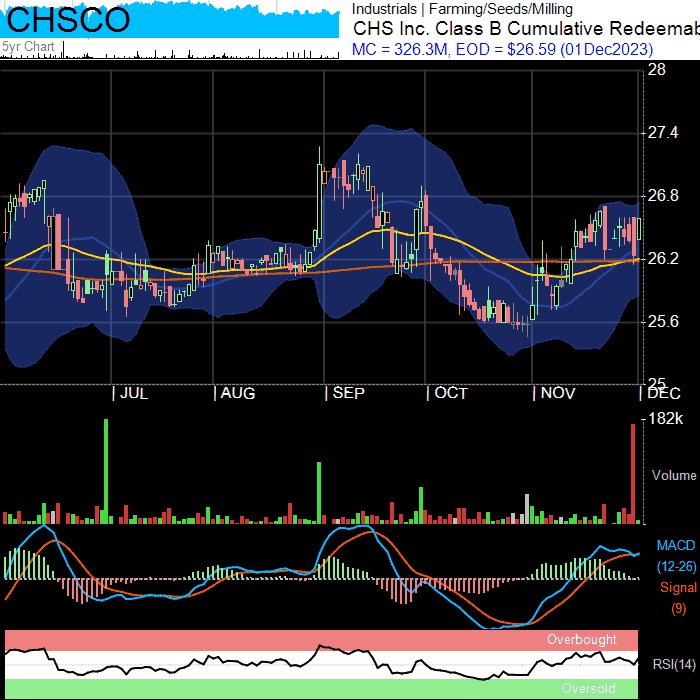 CHSCO
Industrials | Farming/Seeds/Milling
CHS Inc. Class B Cumulative Redeemab
5yr Chart
MC = 326.3M, EOD = $26.59 (01Dec2023)
28
27.4
26.8
26.2
25.6
25
JUL
AUG
SEP
OCT
NOV
DEC
182k
Volume
MACD
(12-26)
Signal
(9)
Overbought
RSI(14)
Oversold